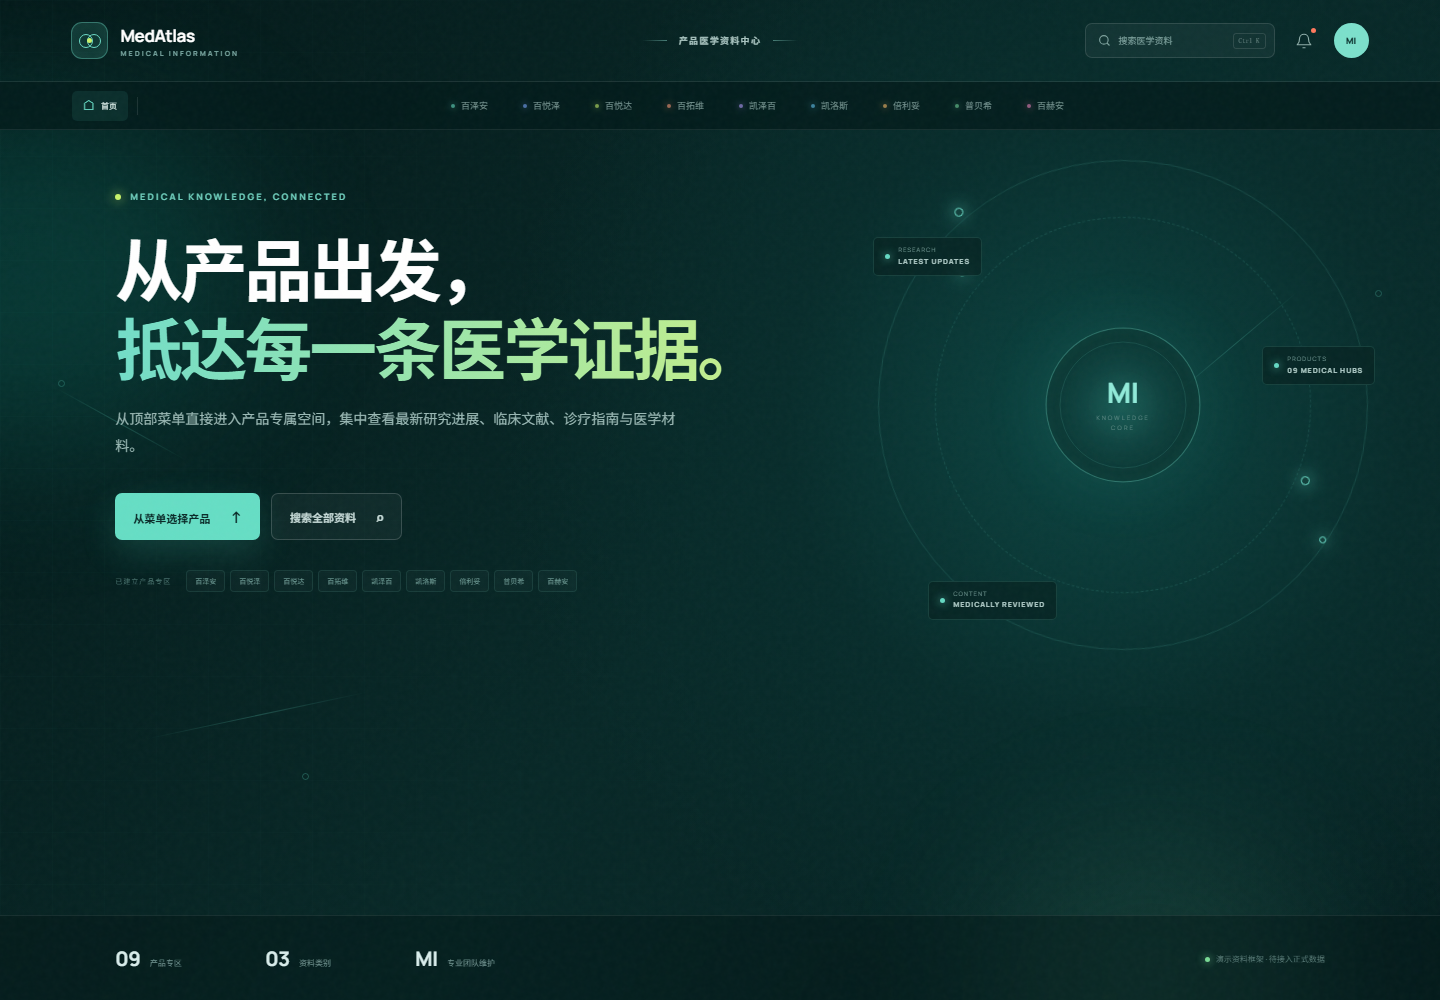 MedAtlas
MEDICAL INFORMATION
产品医学资料中心
搜索医学资料
Ctrl K
MI
首页
百泽安
百悦泽
百悦达
百拓维
凯泽百
凯洛斯
倍利妥
普贝希
百赫安
MEDICAL KNOWLEDGE, CONNECTED
从产品出发，
抵达每一条医学证据。
从顶部菜单直接进入产品专属空间，集中查看最新研究进展、临床文献、诊疗指南与医学材
料。
从菜单选择产品 ↑
搜索全部资料
已建立产品专区
百泽安
百悦泽
百悦达
百拓维
凯泽百
凯洛斯
倍利妥
普贝希
百赫安
RESEARCH
LATEST UPDATES
PRODUCTS
09 MEDICAL HUBS
MI
KNOWLEDGE
CORE
CONTENT
MEDICALLY REVIEWED
09 产品专区
03 资料类别
MI 专业团队维护
演示资料框架 · 待接入正式数据